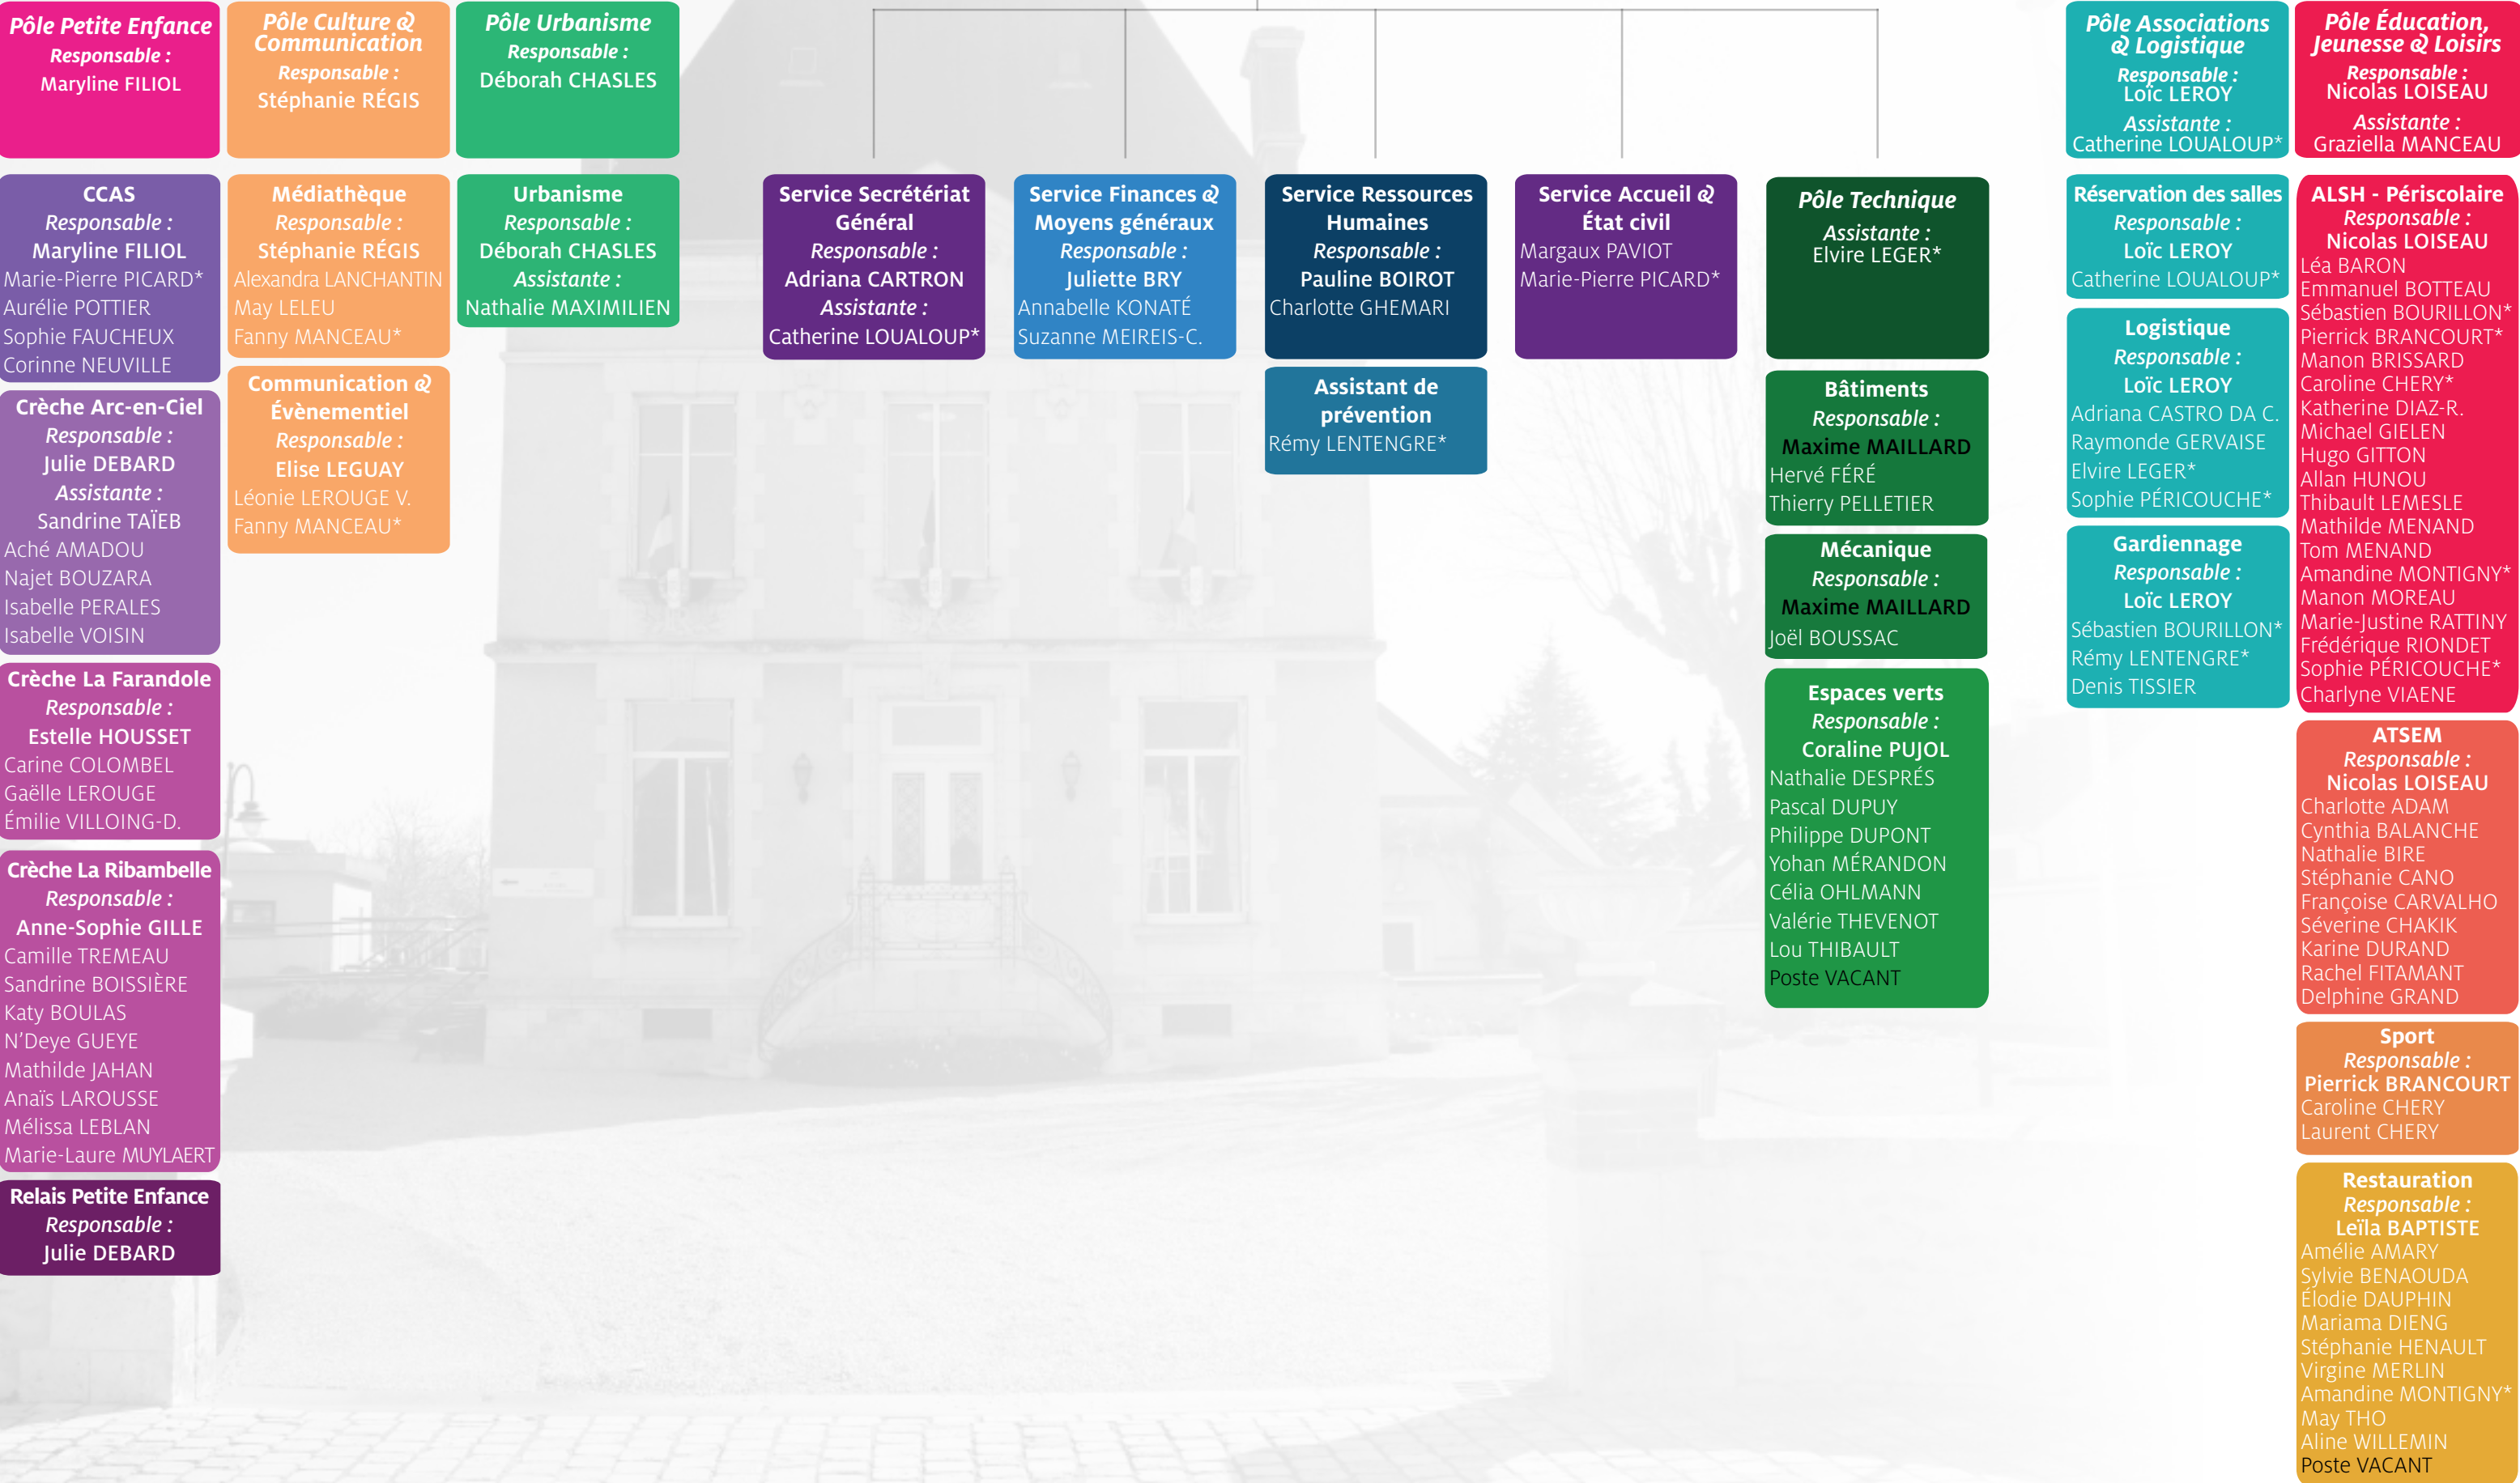 Pôle Petite Enfance
Responsable :
Maryline FILIOL
Pôle Culture &
Communication
Responsable :
Stéphanie RÉGIS
Pôle Urbanisme
Responsable :
Déborah CHASLES
Pôle Associations
& Logistique
Responsable :
Loïc LEROY
Assistante :
Catherine LOUALOUP*
Pôle Éducation,
Jeunesse & Loisirs
Responsable :
Nicolas LOISEAU
Assistante :
Graziella MANCEAU
CCAS
Responsable :
Maryline FILIOL
Marie-Pierre PICARD*
Aurélie POTTIER
Sophie FAUCHEUX
Corinne NEUVILLE
Crèche Arc-en-Ciel
Responsable :
Julie DEBARD
Assistante :
Sandrine TAÏEB
Aché AMADOU
Najet BOUZARA
Isabelle PERALES
Isabelle VOISIN
Crèche La Farandole
Responsable :
Estelle HOUSSET
Carine COLOMBEL
Gaëlle LEROUGE
Émilie VILLOING-D.
Crèche La Ribambelle
Responsable :
Anne-Sophie GILLE
Camille TREMEAU
Sandrine BOISSIÈRE
Katy BOULAS
N’Deye GUEYE
Mathilde JAHAN
Anaïs LAROUSSE
Mélissa LEBLAN
Marie-Laure MUYLAERT
Relais Petite Enfance
Responsable :
Julie DEBARD
Médiathèque
Responsable :
Stéphanie RÉGIS
Alexandra LANCHANTIN
May LELEU
Fanny MANCEAU*
Communication &
Évènementiel
Responsable :
Elise LEGUAY
Léonie LEROUGE V.
Fanny MANCEAU*
Urbanisme
Responsable :
Déborah CHASLES
Assistante :
Nathalie MAXIMILIEN
Service Secrétériat
Général
Responsable :
Adriana CARTRON
Assistante :
Catherine LOUALOUP*
Service Finances &
Moyens généraux
Responsable :
Juliette BRY
Annabelle KONATÉ
Suzanne MEIREIS-C.
Service Ressources
Humaines
Responsable :
Pauline BOIROT
Charlotte GHEMARI
Assistant de
prévention
Rémy LENTENGRE*
Service Accueil &
État civil
Margaux PAVIOT
Marie-Pierre PICARD*
Pôle Technique
Assistante :
Elvire LEGER*
Bâtiments
Responsable :
Maxime MAILLARD
Hervé FÉRÉ
Thierry PELLETIER
Mécanique
Responsable :
Maxime MAILLARD
Joël BOUSSAC
Espaces verts
Responsable :
Coraline PUJOL
Nathalie DESPRÉS
Pascal DUPUY
Philippe DUPONT
Yohan MÉRANDON
Célia OHLMANN
Valérie THEVENOT
Lou THIBAULT
Poste VACANT
Réservation des salles
Responsable :
Loïc LEROY
Catherine LOUALOUP*
Logistique
Responsable :
Loïc LEROY
Adriana CASTRO DA C.
Raymonde GERVAISE
Elvire LEGER*
Sophie PÉRICOUCHE*
Gardiennage
Responsable :
Loïc LEROY
Sébastien BOURILLON*
Rémy LENTENGRE*
Denis TISSIER
ALSH - Périscolaire
Responsable :
Nicolas LOISEAU
Léa BARON
Emmanuel BOTTEAU
Sébastien BOURILLON*
Pierrick BRANCOURT*
Manon BRISSARD
Caroline CHERY*
Katherine DIAZ-R.
Michael GIELEN
Hugo GITTON
Allan HUNOU
Thibault LEMESLE
Mathilde MENAND
Tom MENAND
Amandine MONTIGNY*
Manon MOREAU
Marie-Justine RATTINY
Frédérique RIONDET
Sophie PÉRICOUCHE*
Charlyne VIAENE
ATSEM
Responsable :
Nicolas LOISEAU
Charlotte ADAM
Cynthia BALANCHE
Nathalie BIRE
Stéphanie CANO
Françoise CARVALHO
Séverine CHAKIK
Karine DURAND
Rachel FITAMANT
Delphine GRAND
Sport
Responsable :
Pierrick BRANCOURT
Caroline CHERY
Laurent CHERY
Restauration
Responsable :
Leïla BAPTISTE
Amélie AMARY
Sylvie BENAOUDA
Élodie DAUPHIN
Mariama DIENG
Stéphanie HENAULT
Virgine MERLIN
Amandine MONTIGNY*
May THO
Aline WILLEMIN
Poste VACANT